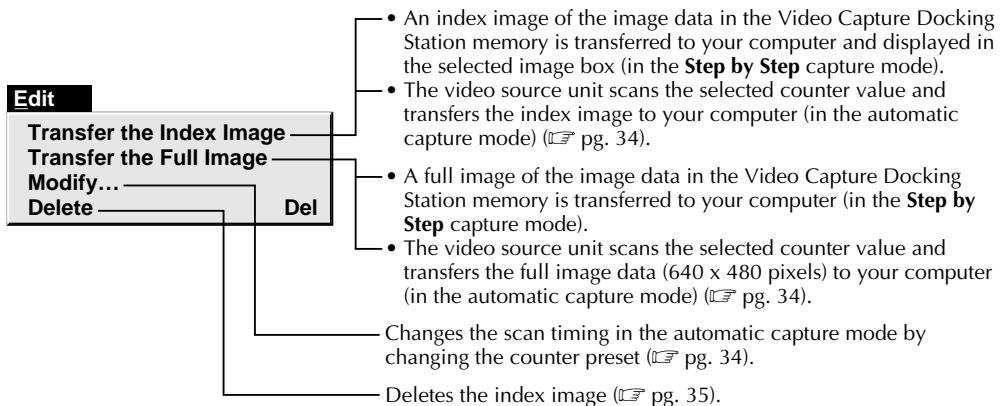 • An index image of the image data in the Video Capture Docking
Station memory is transferred to your computer and displayed in
the selected image box (in the Step by Step capture mode).
• The video source unit scans the selected counter value and
transfers the index image to your computer (in the automatic
capture mode) (☞ pg. 34).
Edit
Transfer the Index Image
Transfer the Full Image
Modify…
Delete Del
• A full image of the image data in the Video Capture Docking
Station memory is transferred to your computer (in the Step by
Step capture mode).
• The video source unit scans the selected counter value and
transfers the full image data (640 x 480 pixels) to your computer
(in the automatic capture mode) (☞ pg. 34).
Changes the scan timing in the automatic capture mode by
changing the counter preset (☞ pg. 34).
Deletes the index image (☞ pg. 35).